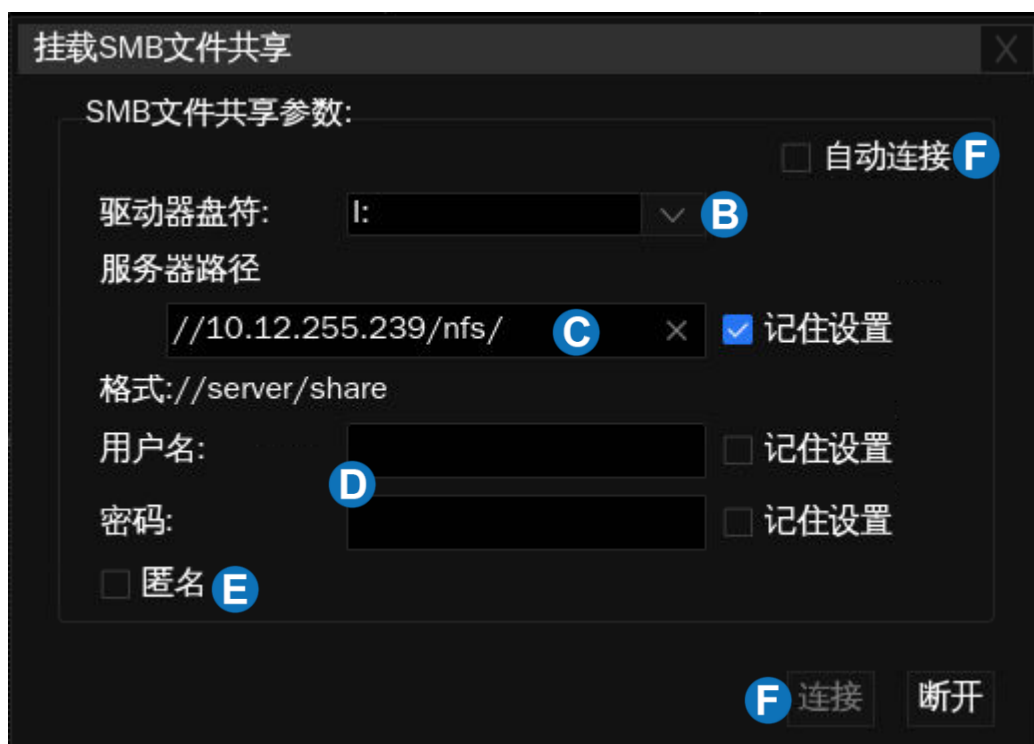 挂载SMB文件共享 X
SMB文件共享参数:
自动连接 F
驱动器盘符: I: B
服务器路径
//10.12.255.239/nfs/ C × 记住设置
格式://server/share
用户名: 记住设置
D
密码: 记住设置
匿名 E
F 连接 断开